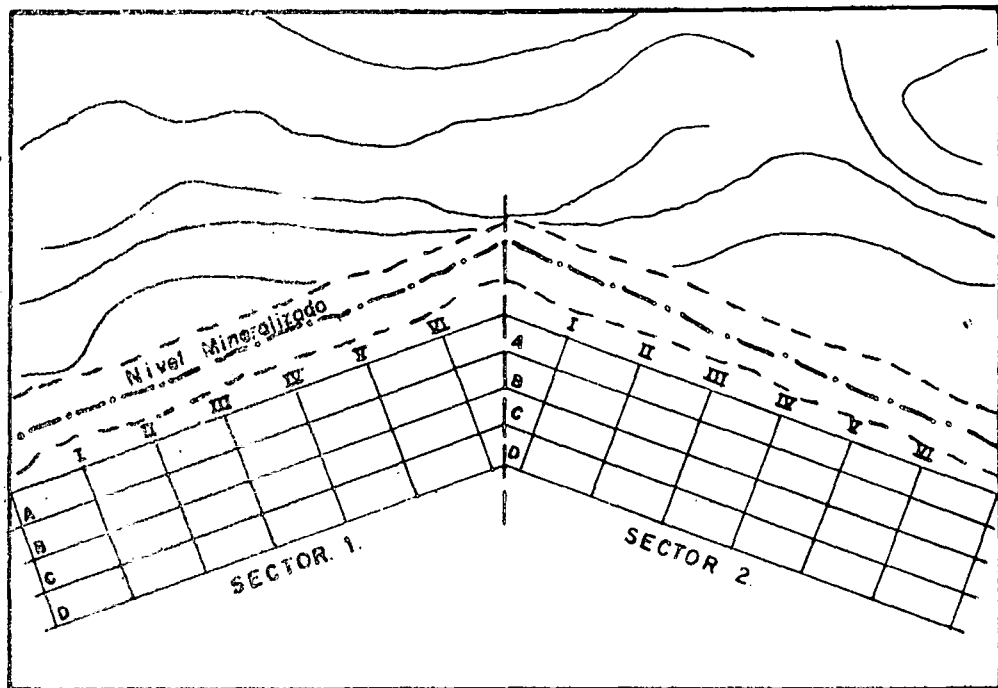 Nivel Mineralizado
I II III IV V VI
A
B
C
D
SECTOR 1.
I II III IV V VI
A
B
C
D
SECTOR 2